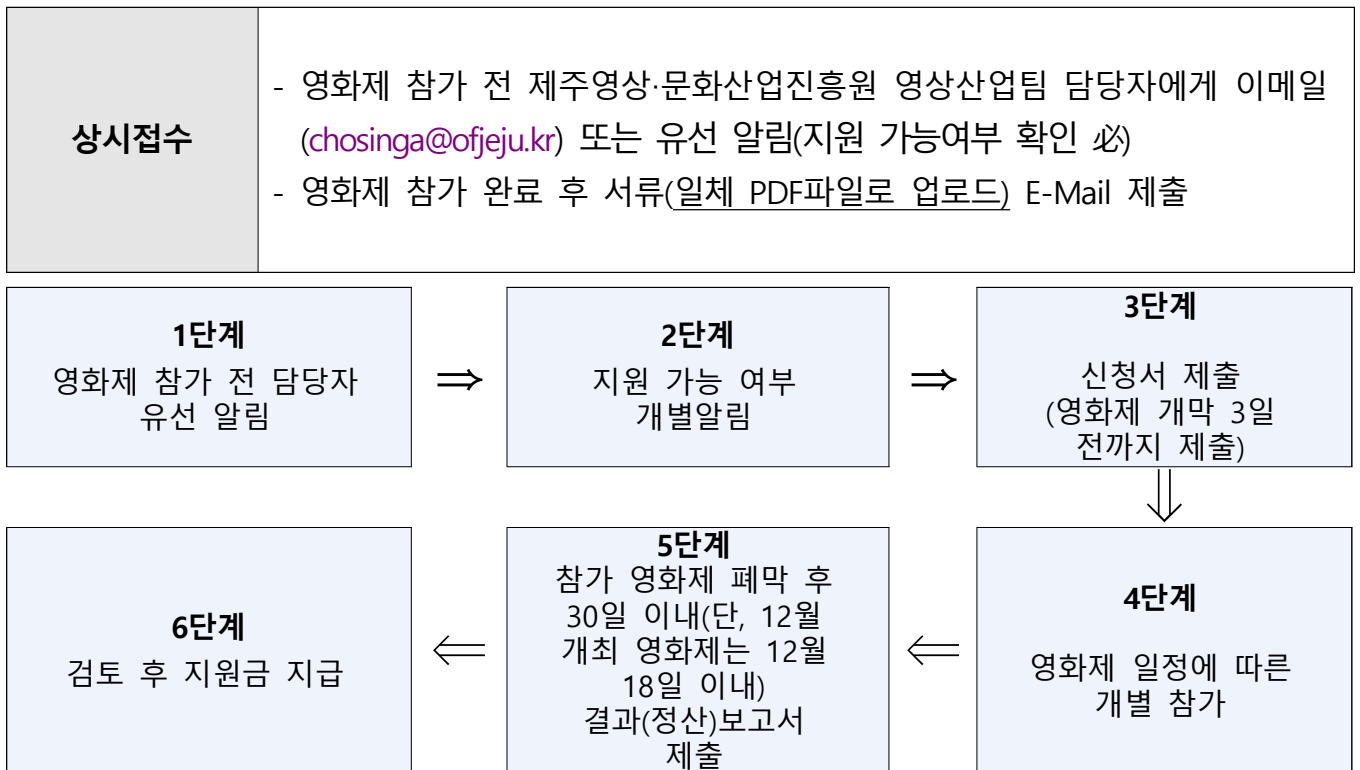 상시접수
- 영화제 참가 전 제주영상·문화산업진흥원 영상산업팀 담당자에게 이메일
(chosinga@ofjeju.kr) 또는 유선 알림(지원 가능여부 확인 必)
- 영화제 참가 완료 후 서류(일체 PDF파일로 업로드) E-Mail 제출
1단계
영화제 참가 전 담당자
유선 알림
⇒
2단계
지원 가능 여부
개별알림
⇒
3단계
신청서 제출
(영화제 개막 3일
전까지 제출)
⇓
4단계
영화제 일정에 따른
개별 참가
⇐
5단계
참가 영화제 폐막 후
30일 이내(단, 12월
개최 영화제는 12월
18일 이내)
결과(정산)보고서
제출
⇐
6단계
검토 후 지원금 지급